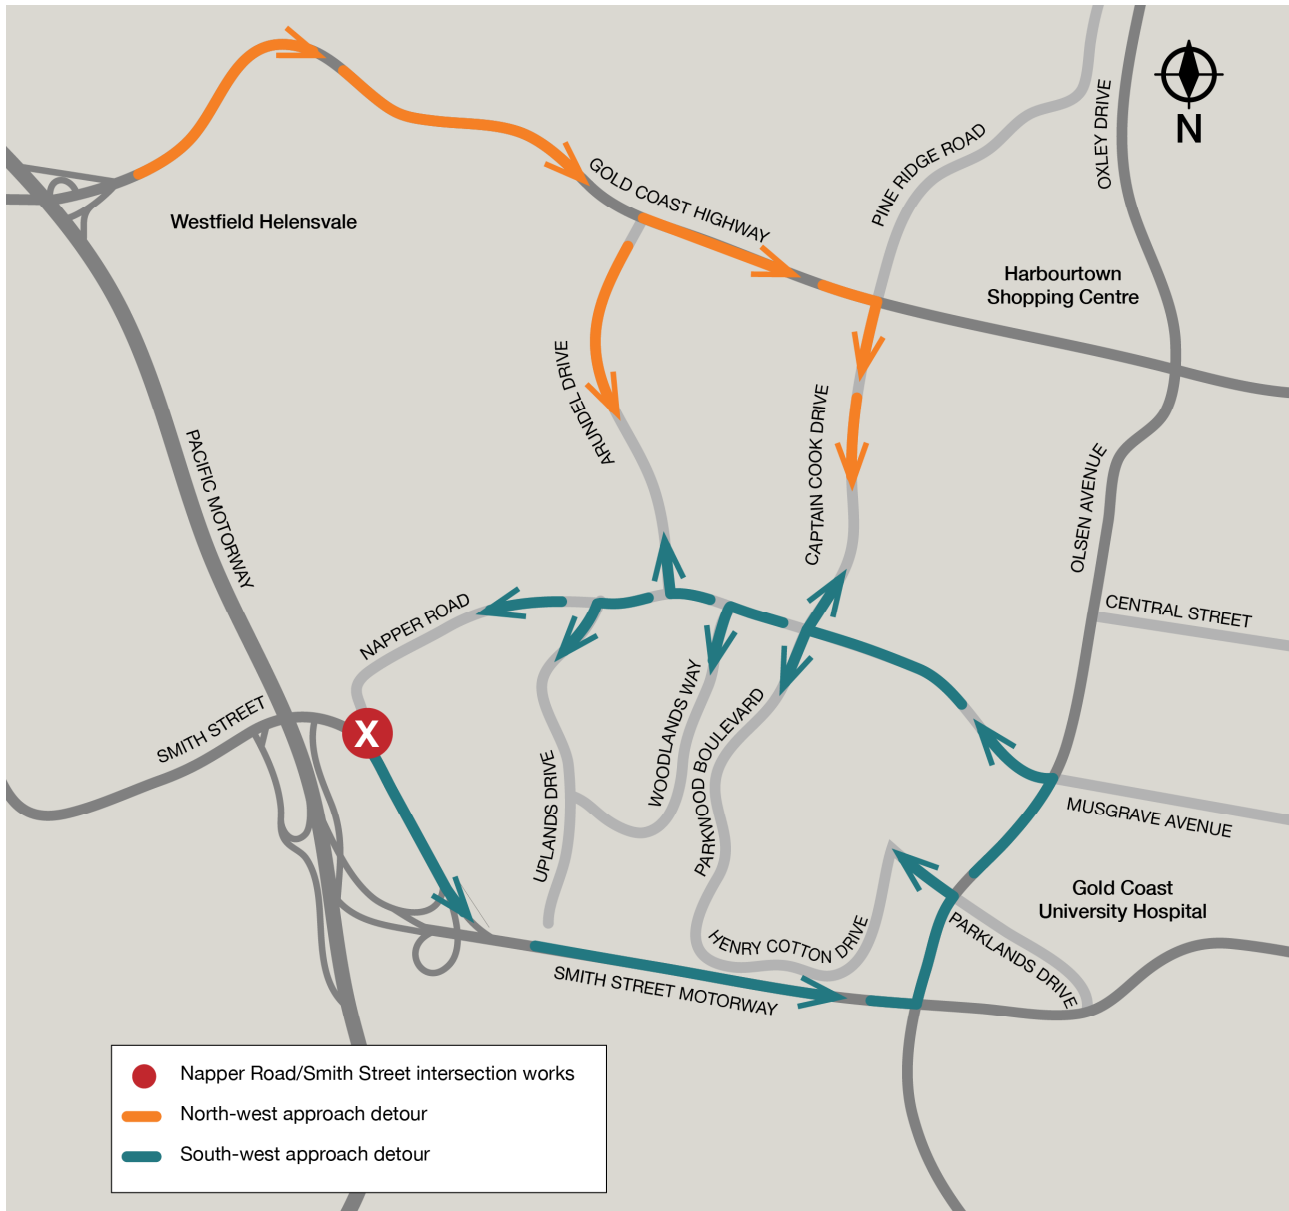 OXLEY DRIVE
N
PINE RIDGE ROAD
GOLD COAST HIGHWAY
Westfield Helensvale
Harbourtown
Shopping Centre
ARUNDEL DRIVE
CAPTAIN COOK DRIVE
PACIFIC MOTORWAY
OLSEN AVENUE
CENTRAL STREET
NAPPER ROAD
SMITH STREET
X
WOODLANDS WAY
PARKWOOD BOULEVARD
UPLANDS DRIVE
MUSGRAVE AVENUE
Gold Coast
University Hospital
HENRY COTTON DRIVE
PARKLANDS DRIVE
SMITH STREET MOTORWAY
Napper Road/Smith Street intersection works
North-west approach detour
South-west approach detour